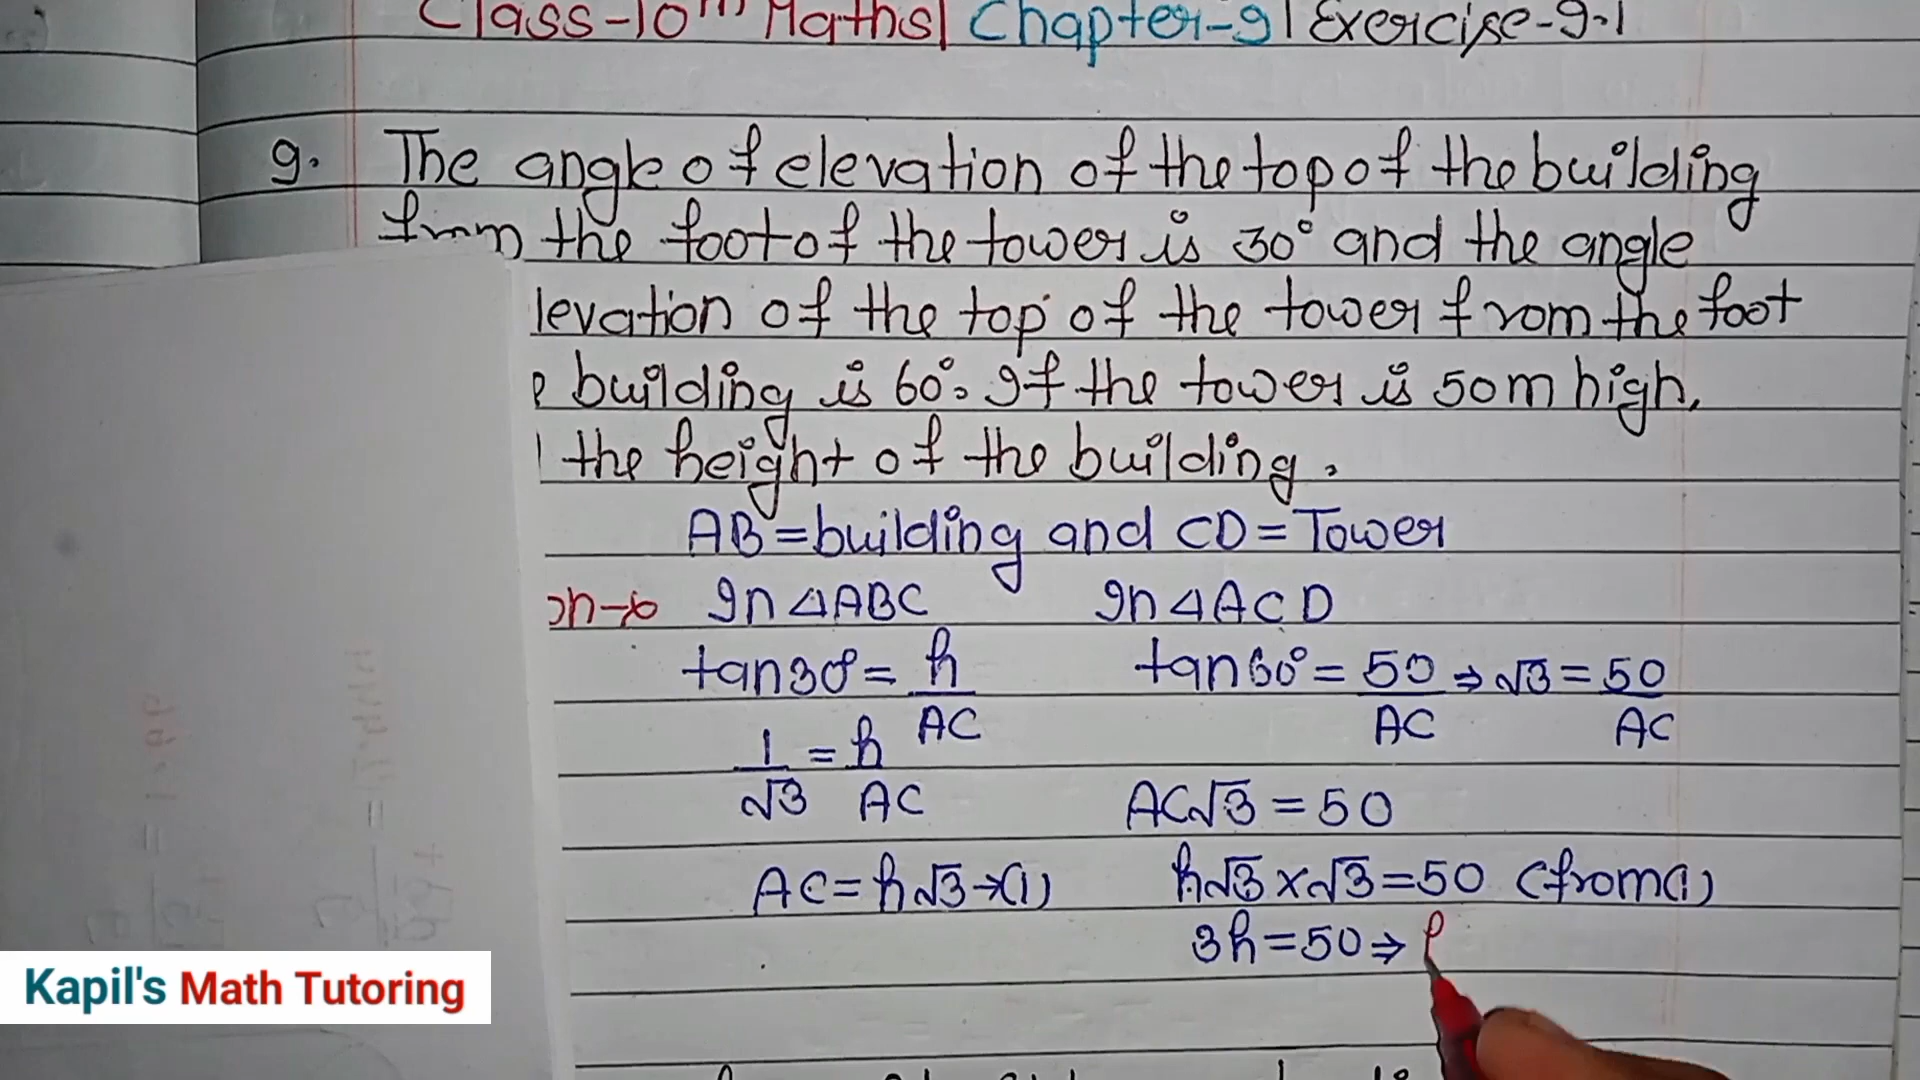 Class-10th Maths| Chapter-9| Exercise-9.1
9. The angle of elevation of the top of the building
from the foot of the tower is 30° and the angle
levation of the top of the tower from the foot
e building is 60°. If the tower is 50m high,
the height of the building.
AB = building and CD = Tower
In △ABC In △ACD
tan30° = h/AC tan60° = 50/AC ⇒ √3 = 50/AC
1/√3 = h/AC AC√3 = 50
AC = h√3 → (1) h√3 × √3 = 50 (from (1))
3h = 50 ⇒
Kapil's Math Tutoring